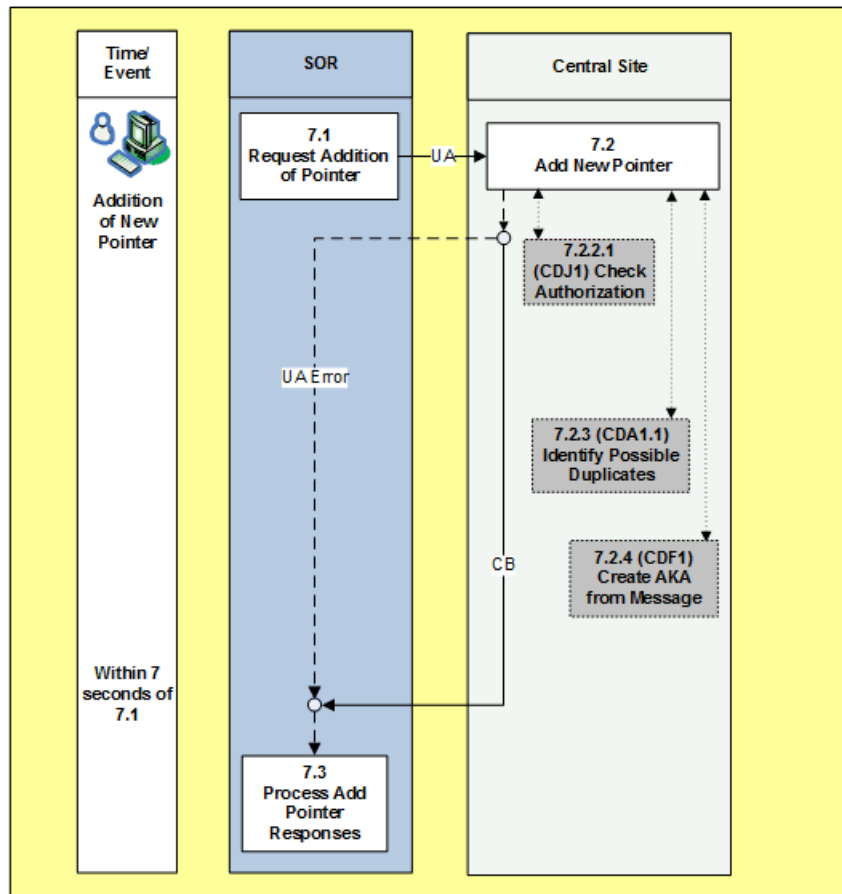 Time/
Event
SOR
Central Site
Addition
of New
Pointer
7.1
Request Addition
of Pointer
UA
7.2
Add New Pointer
7.2.2.1
(CDJ1) Check
Authorization
UA Error
7.2.3 (CDA1.1)
Identify Possible
Duplicates
CB
7.2.4 (CDF1)
Create AKA
from Message
Within 7
seconds of
7.1
7.3
Process Add
Pointer
Responses